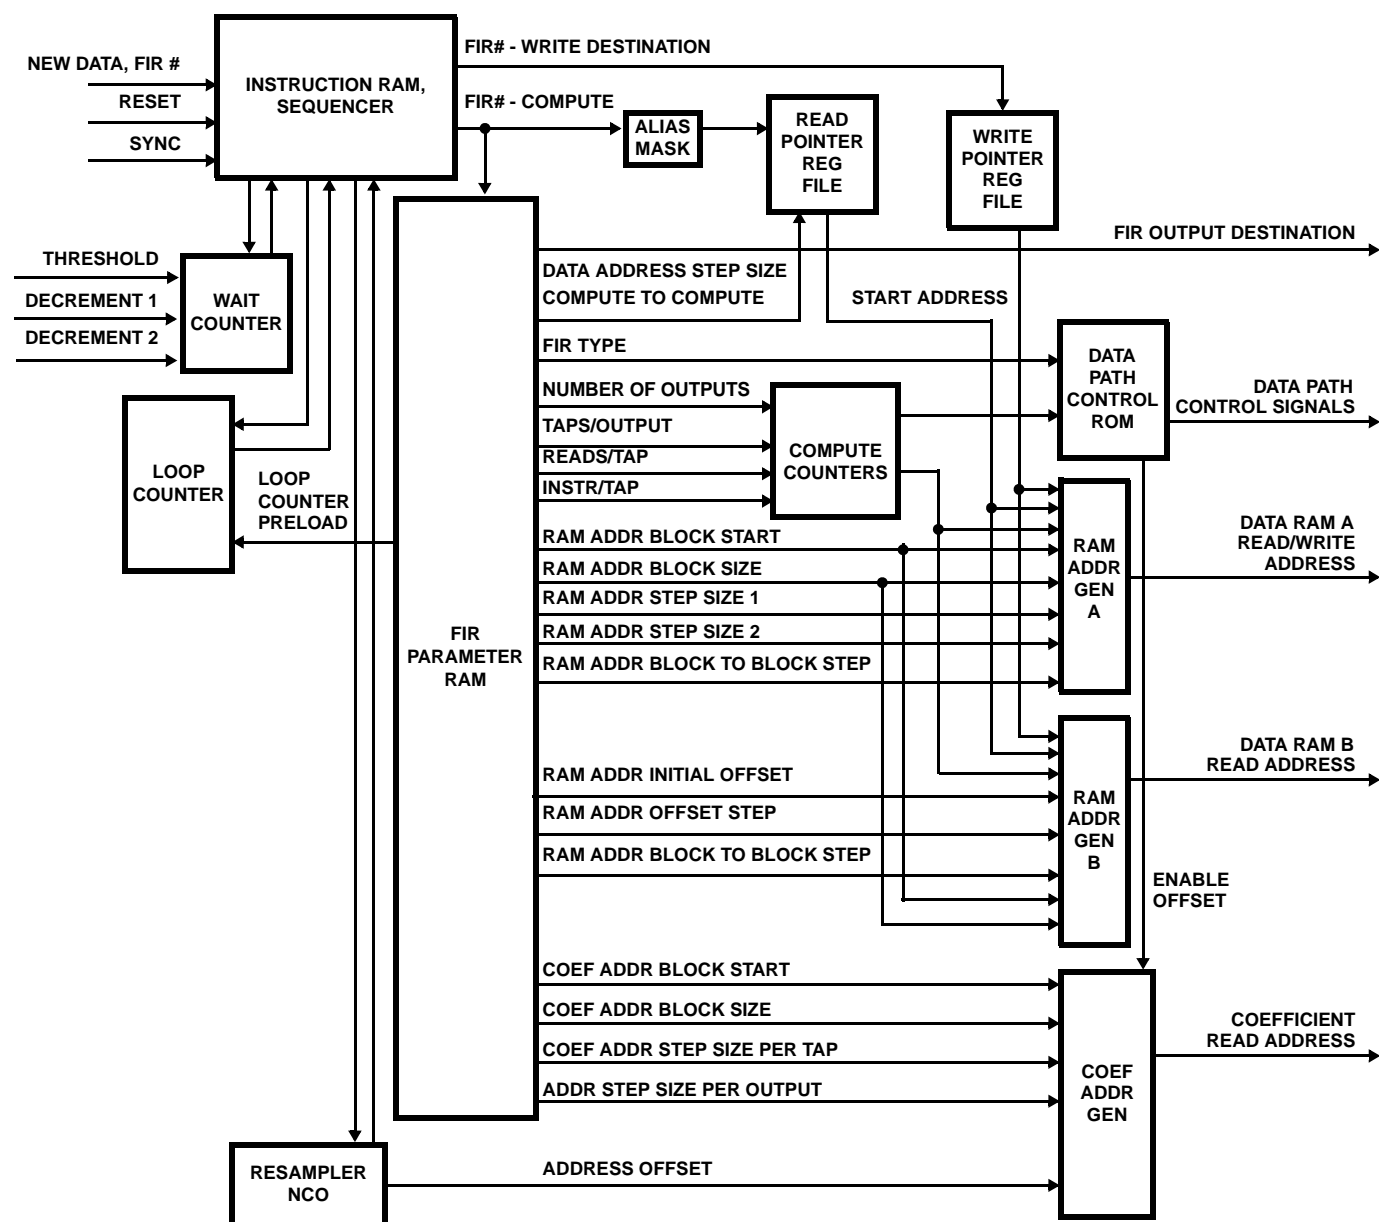 NEW DATA, FIR #
RESET
SYNC
INSTRUCTION RAM,
SEQUENCER
FIR# - WRITE DESTINATION
FIR# - COMPUTE
ALIAS
MASK
READ
POINTER
REG
FILE
WRITE
POINTER
REG
FILE
FIR OUTPUT DESTINATION
THRESHOLD
DECREMENT 1
DECREMENT 2
WAIT
COUNTER
DATA ADDRESS STEP SIZE
COMPUTE TO COMPUTE
START ADDRESS
FIR TYPE
DATA
PATH
CONTROL
ROM
DATA PATH
CONTROL SIGNALS
NUMBER OF OUTPUTS
TAPS/OUTPUT
READS/TAP
INSTR/TAP
COMPUTE
COUNTERS
LOOP
COUNTER
LOOP
COUNTER
PRELOAD
FIR
PARAMETER
RAM
RAM ADDR BLOCK START
RAM ADDR BLOCK SIZE
RAM ADDR STEP SIZE 1
RAM ADDR STEP SIZE 2
RAM ADDR BLOCK TO BLOCK STEP
RAM
ADDR
GEN
A
DATA RAM A
READ/WRITE
ADDRESS
RAM ADDR INITIAL OFFSET
RAM ADDR OFFSET STEP
RAM ADDR BLOCK TO BLOCK STEP
RAM
ADDR
GEN
B
DATA RAM B
READ ADDRESS
ENABLE
OFFSET
COEF ADDR BLOCK START
COEF ADDR BLOCK SIZE
COEF ADDR STEP SIZE PER TAP
ADDR STEP SIZE PER OUTPUT
COEF
ADDR
GEN
COEFFICIENT
READ ADDRESS
RESAMPLER
NCO
ADDRESS OFFSET